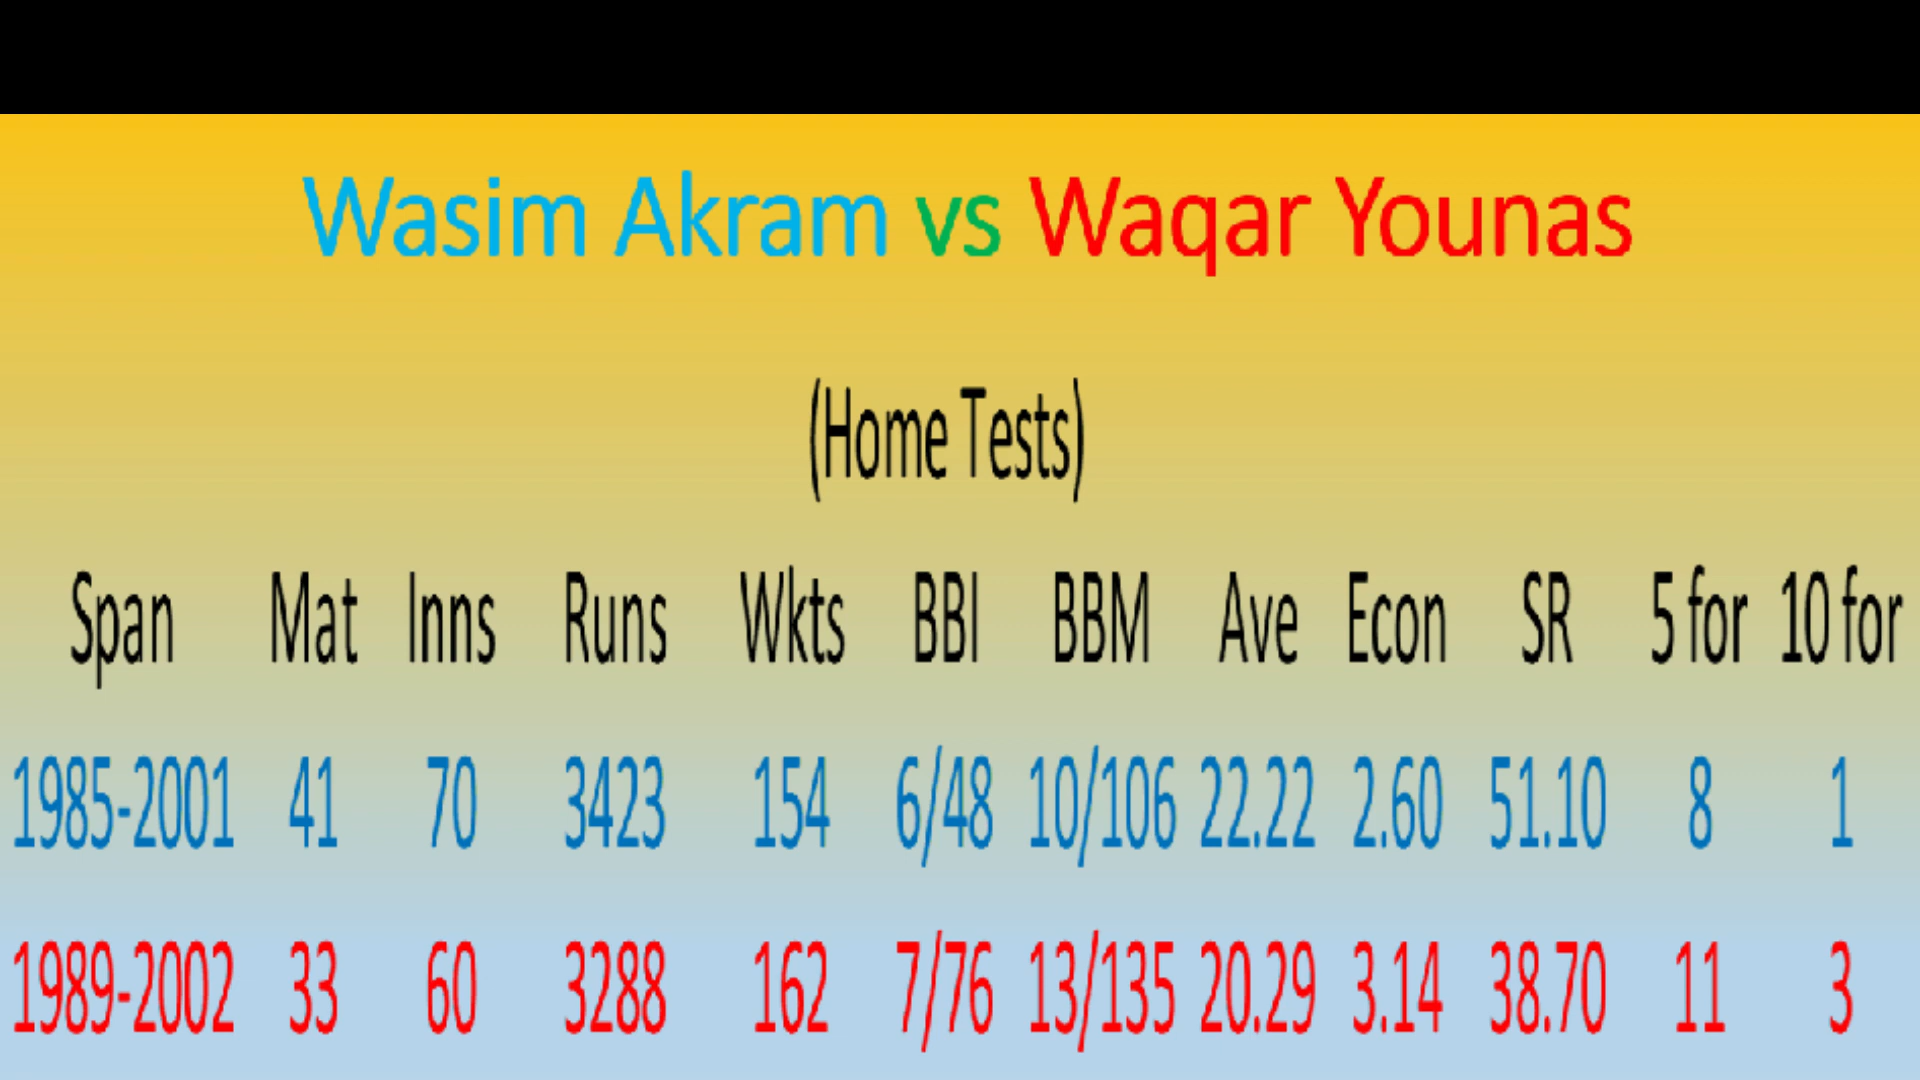 Wasim Akram vs Waqar Younas
(Home Tests)
Span Mat Inns Runs Wkts BBI BBM Ave Econ SR 5 for 10 for
1985-2001 41 70 3423 154 6/48 10/106 22.22 2.60 51.10 8 1
1989-2002 33 60 3288 162 7/76 13/135 20.29 3.14 38.70 11 3